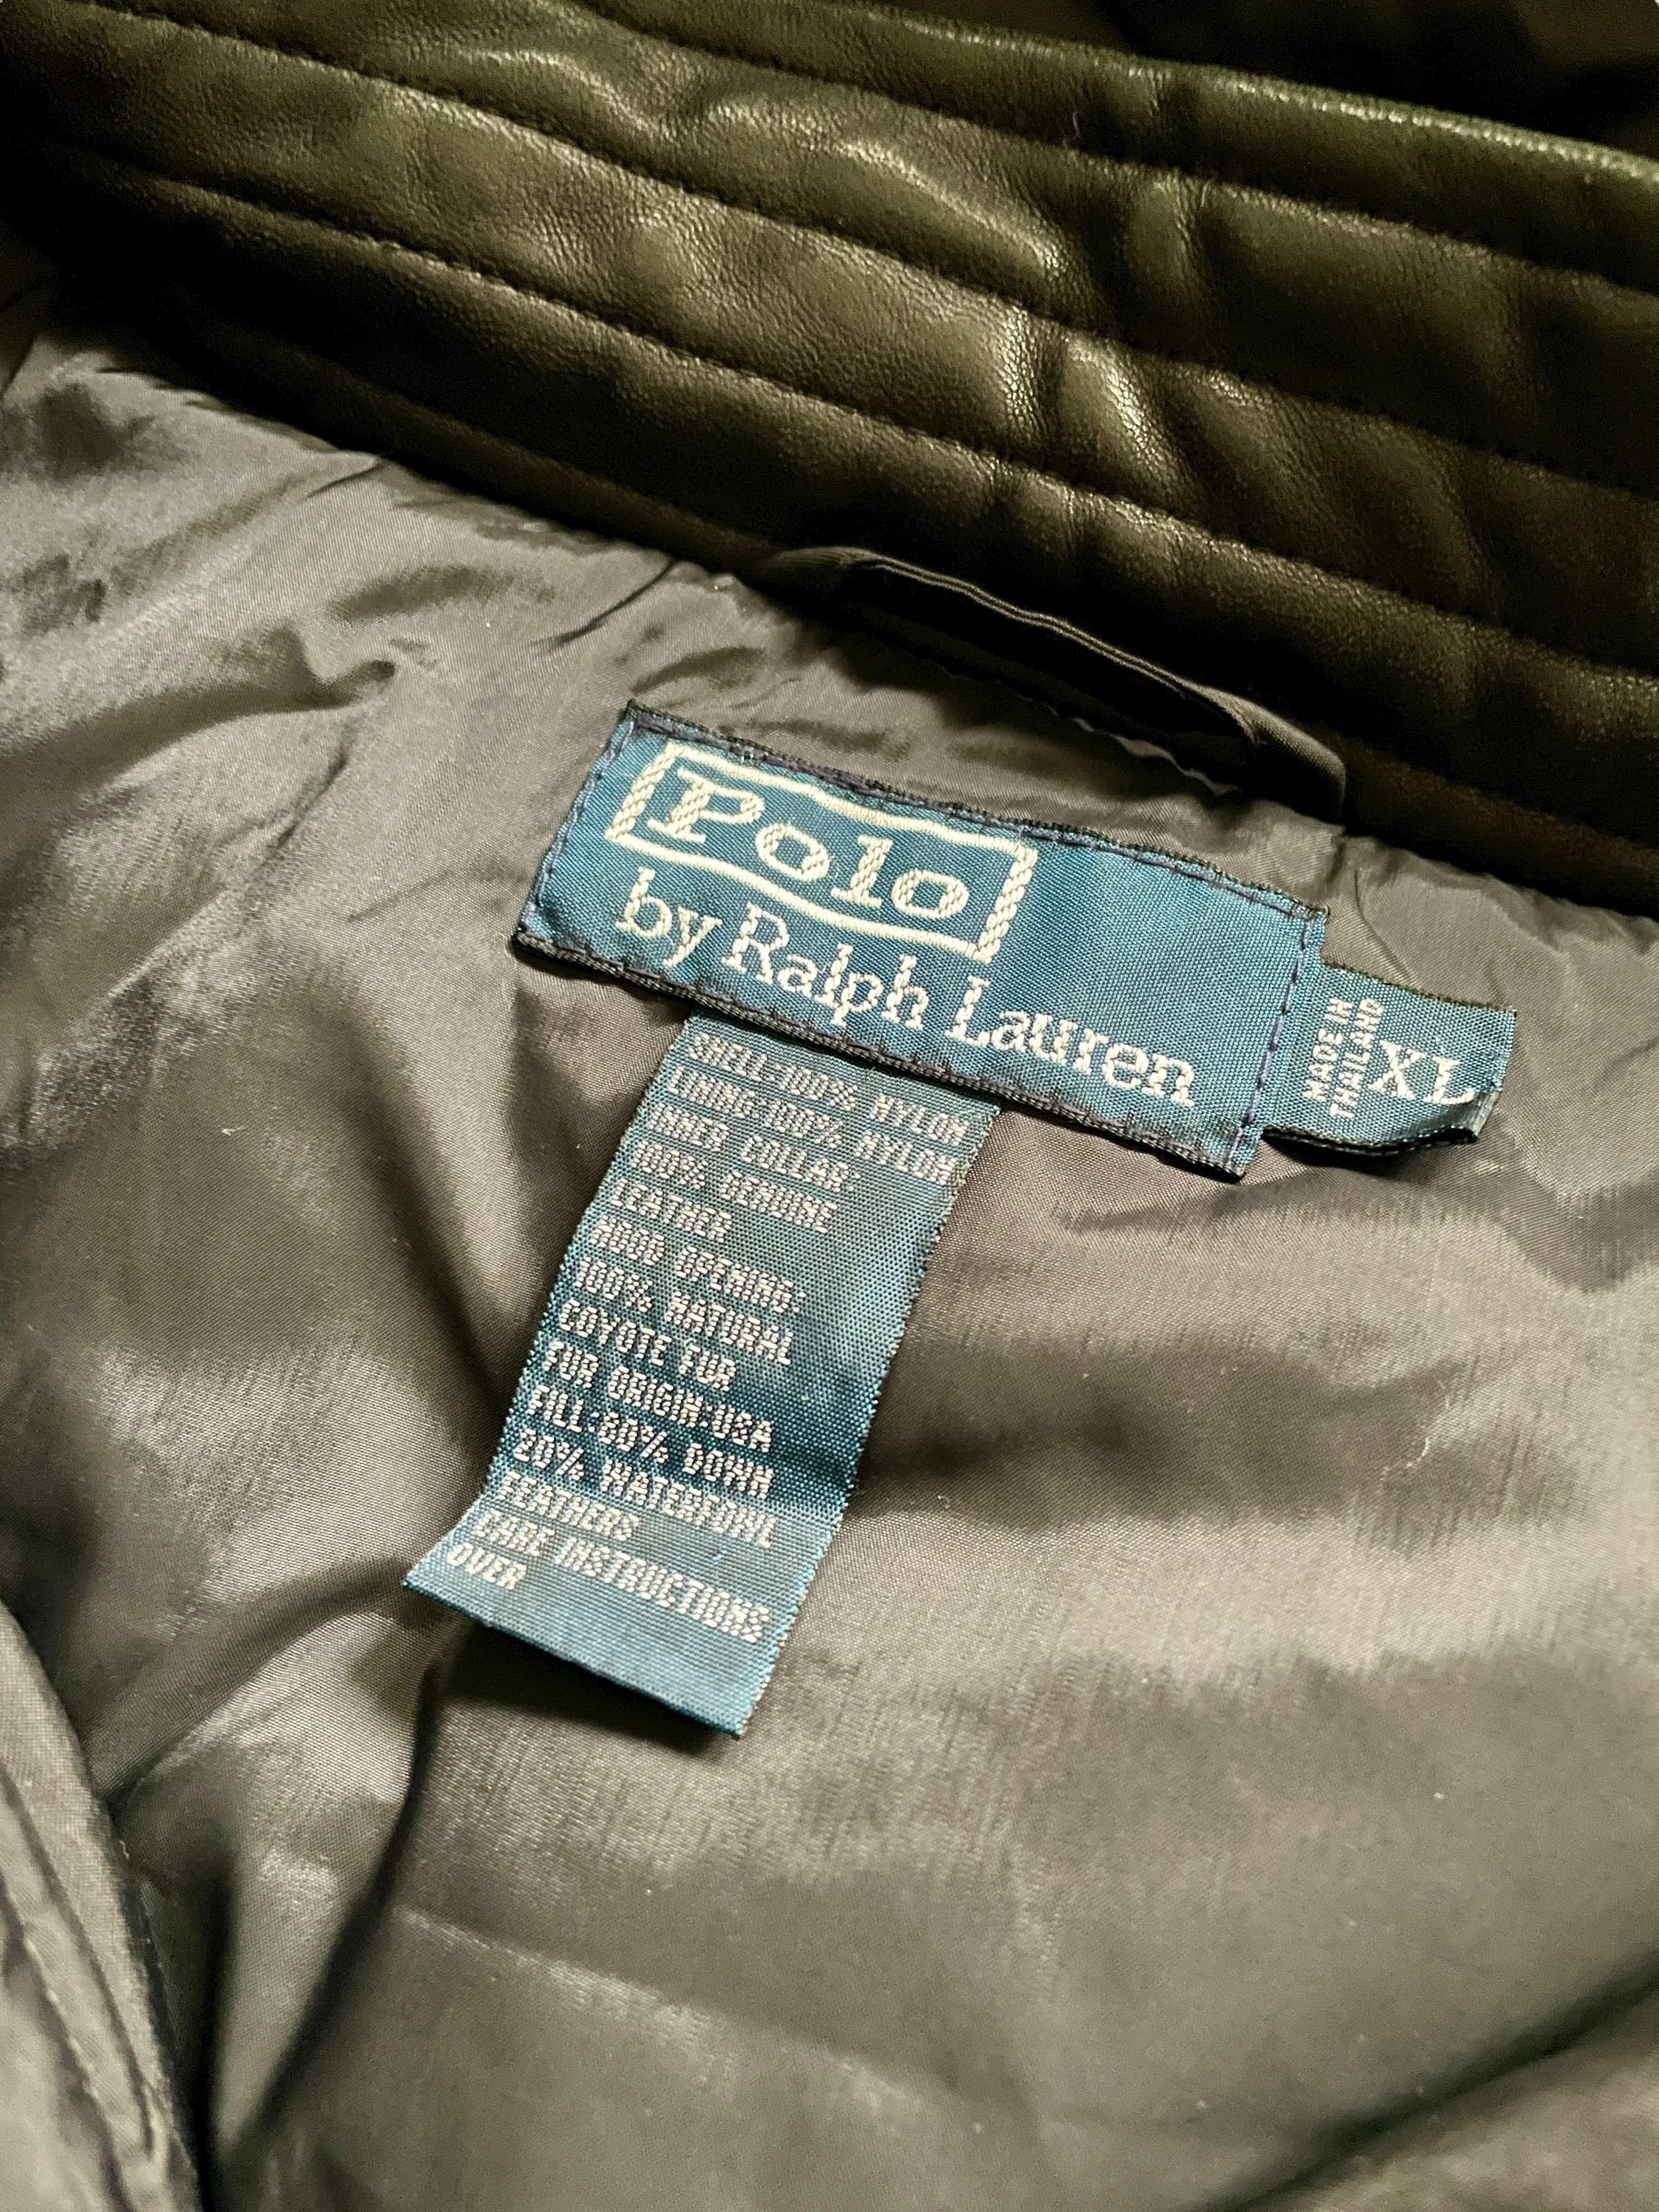 Polo
by Ralph Lauren
MADE IN
THAILAND
XL
SHELL:100% NYLON
LINING:100% NYLON
INNER COLLAR:
100% GENUINE
LEATHER
HOOD OPENING:
100% NATURAL
COYOTE FUR
FUR ORIGIN:USA
FILL:80% DOWN
20% WATERFOWL
FEATHERS
CARE INSTRUCTIONS
OVER